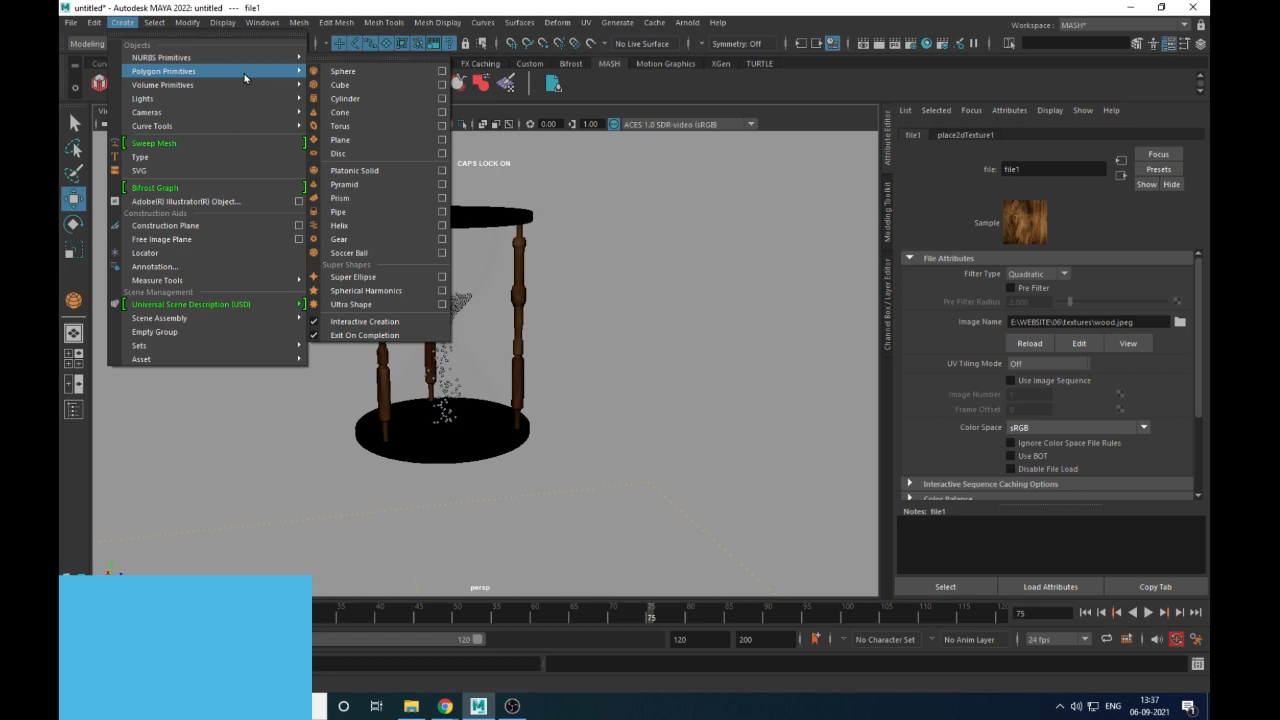 untitled* - Autodesk MAYA 2022: untitled --- file1
File Edit Create Select Modify Display Windows Mesh Edit Mesh Mesh Tools Mesh Display Curves Surfaces Deform UV Generate Cache Arnold Help
Workspace : MASH*
Modeling
No Live Surface
Symmetry: Off
FX Caching Bifrost MASH Motion Graphics XGen TURTLE
Objects
NURBS Primitives
Polygon Primitives
Volume Primitives
Lights
Cameras
Curve Tools
Sweep Mesh
Type
SVG
Bifrost Graph
Adobe(R) Illustrator(R) Object...
Construction Aids
Construction Plane
Free Image Plane
Locator
Annotation...
Measure Tools
Scene Management
Universal Scene Description (USD)
Scene Assembly
Empty Group
Sets
Asset
Sphere
Cube
Cylinder
Cone
Torus
Plane
Disc
Platonic Solid
Pyramid
Prism
Pipe
Helix
Gear
Soccer Ball
Super Shapes
Super Ellipse
Spherical Harmonics
Ultra Shape
Interactive Creation
Exit On Completion
0.00 1.00 ACES 1.0 SDR-video (sRGB)
CAPS LOCK ON
persp
Attribute Editor
Modeling Toolkit
Channel Box / Layer Editor
List Selected Focus Attributes Display Show Help
file1 place2dTexture1
file: file1
Focus
Presets
Show Hide
Sample
File Attributes
Filter Type Quadratic
Pre Filter
Pre Filter Radius 2.000
Image Name E:\WEBSITE\06\textures\wood.jpeg
Reload Edit View
UV Tiling Mode Off
Use Image Sequence
Image Number 1
Frame Offset 0
Color Space sRGB
Ignore Color Space File Rules
Use BOT
Disable File Load
Interactive Sequence Caching Options
Color Balance
Notes: file1
Select Load Attributes Copy Tab
35 40 45 50 55 60 65 70 75 80 85 90 95 100 105 110 115 120
75
75
120 120 200 No Character Set No Anim Layer 24 fps
ENG
13:37
06-09-2021
1